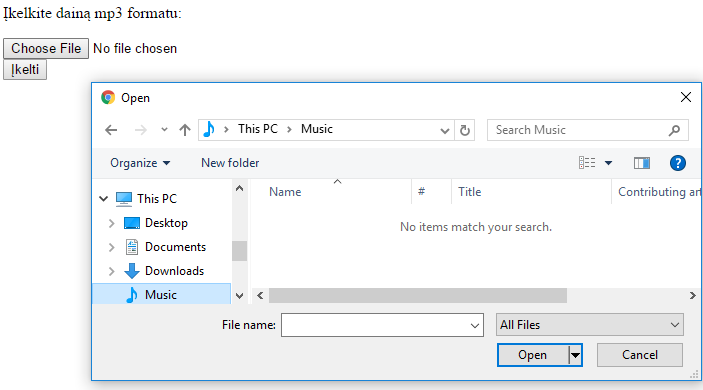 Įkelkite dainą mp3 formatu:
Choose File No file chosen
Įkelti
Open
This PC Music Search Music
Organize New folder
This PC
Desktop
Documents
Downloads
Music
Name # Title Contributing art
No items match your search.
File name: All Files
Open Cancel